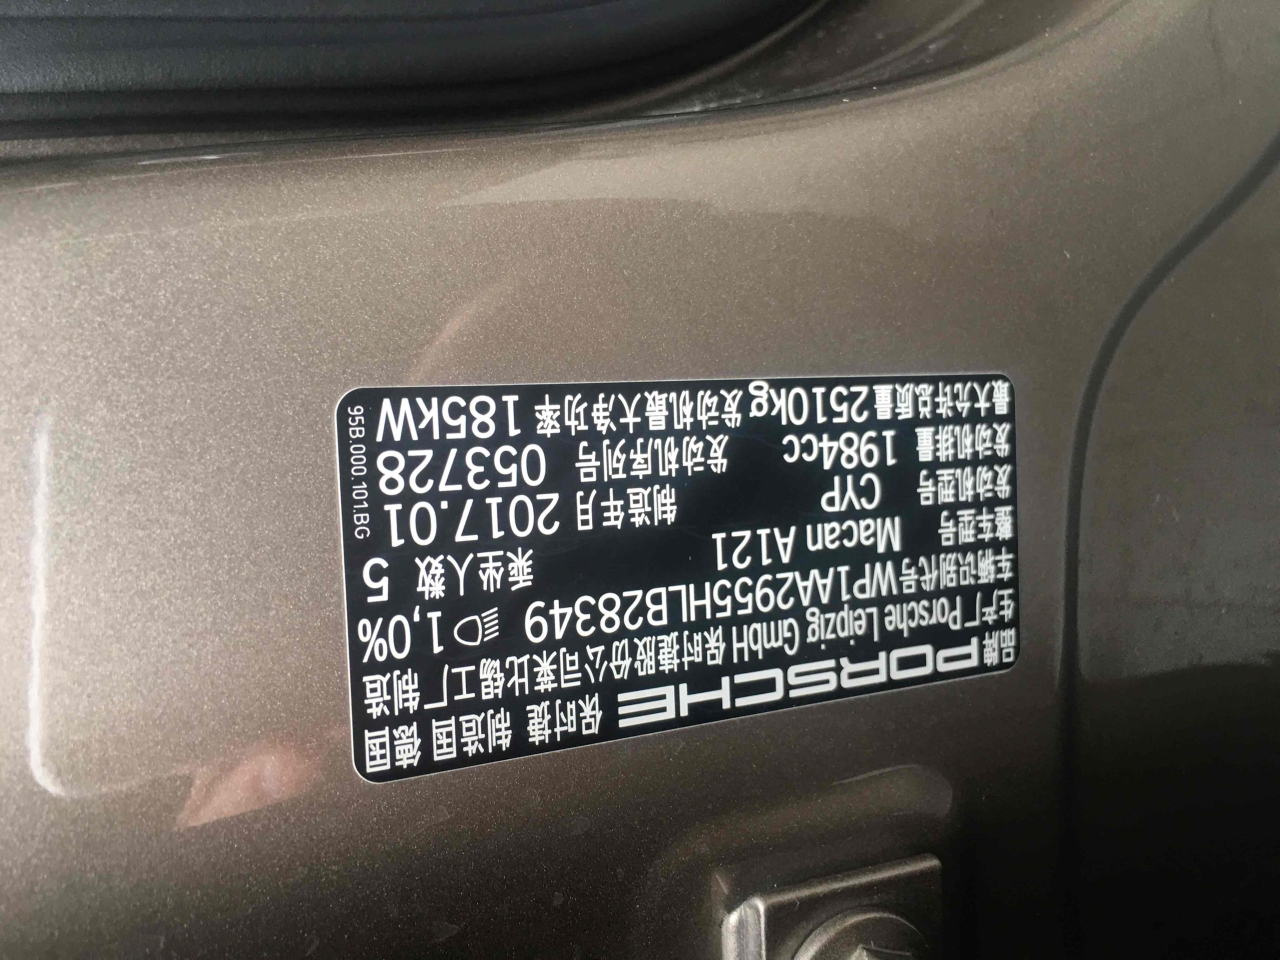 品牌 PORSCHE 保时捷 制造国 德国
生产厂 Porsche Leipzig GmbH 保时捷股份公司莱比锡工厂 制造
车辆识别代号 WP1AA2955HLB28349 1,0%
整车型号 Macan A121 乘坐人数 5
发动机型号 CYP 制造年月 2017.01
发动机排量 1984cc 发动机序列号 053728
最大允许总质量 2510kg 发动机最大净功率 185kW
95B.000.101.BG